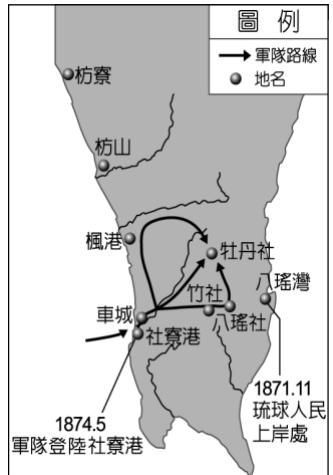 圖例
軍隊路線
地名
枋寮
枋山
楓港
牡丹社
八瑤灣
竹社
車城
八瑤社
社寮港
1871.11
琉球人民
上岸處
1874.5
軍隊登陸社寮港